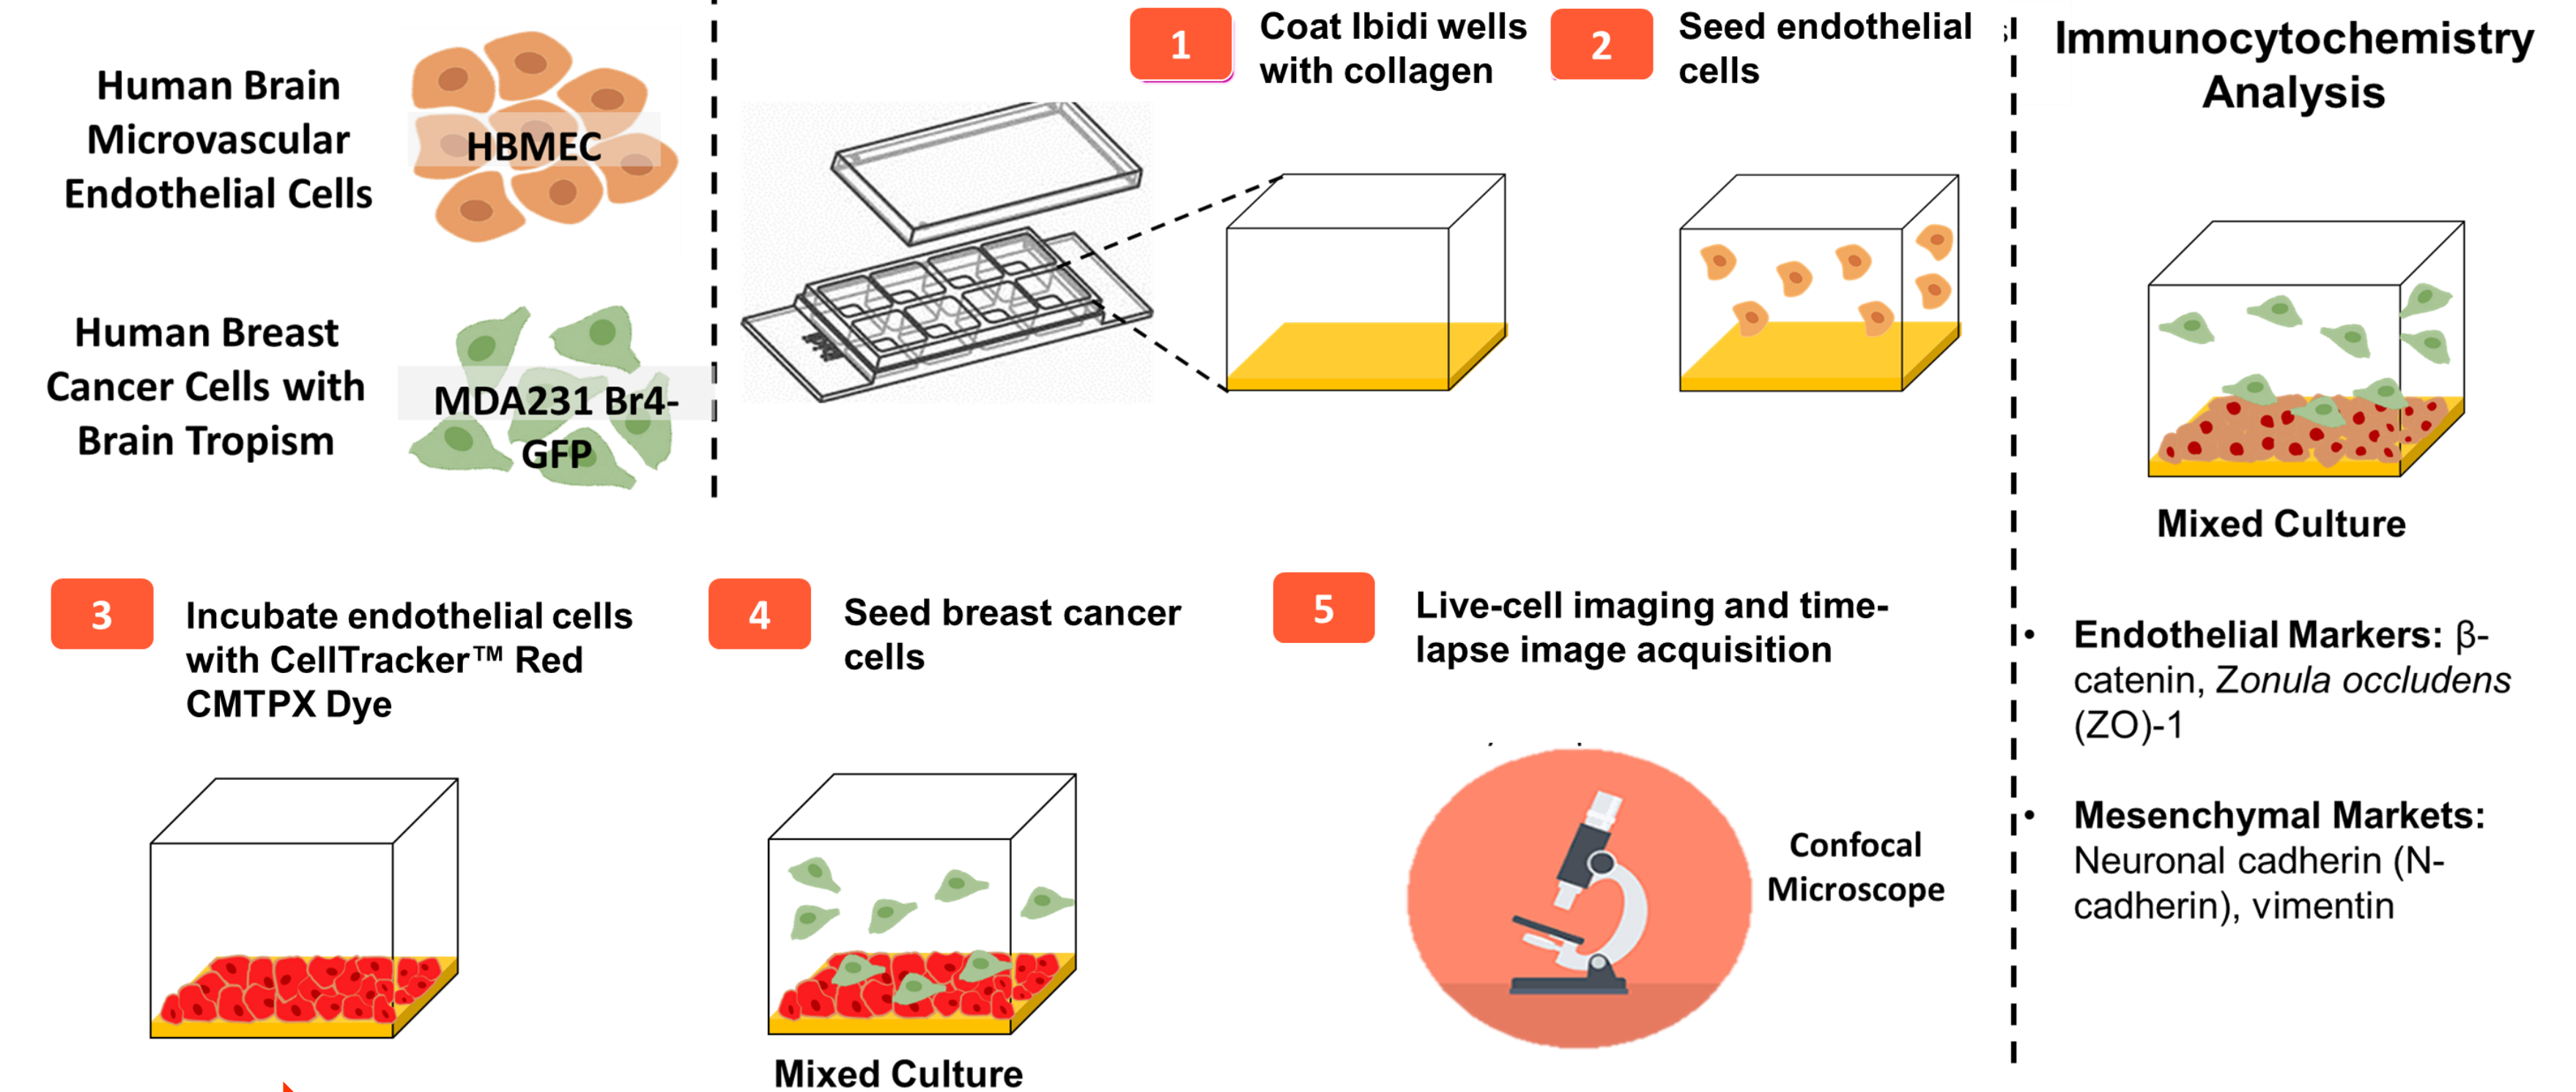 Human Brain
Microvascular
Endothelial Cells
HBMEC
Human Breast
Cancer Cells with
Brain Tropism
MDA231 Br4-
GFP
1
Coat Ibidi wells
with collagen
2
Seed endothelial
cells
3
Incubate endothelial cells
with CellTracker™ Red
CMTPX Dye
4
Seed breast cancer
cells
Mixed Culture
5
Live-cell imaging and time-
lapse image acquisition
Confocal
Microscope
Immunocytochemistry
Analysis
Mixed Culture
• Endothelial Markers: β-
catenin, Zonula occludens
(ZO)-1
• Mesenchymal Markets:
Neuronal cadherin (N-
cadherin), vimentin